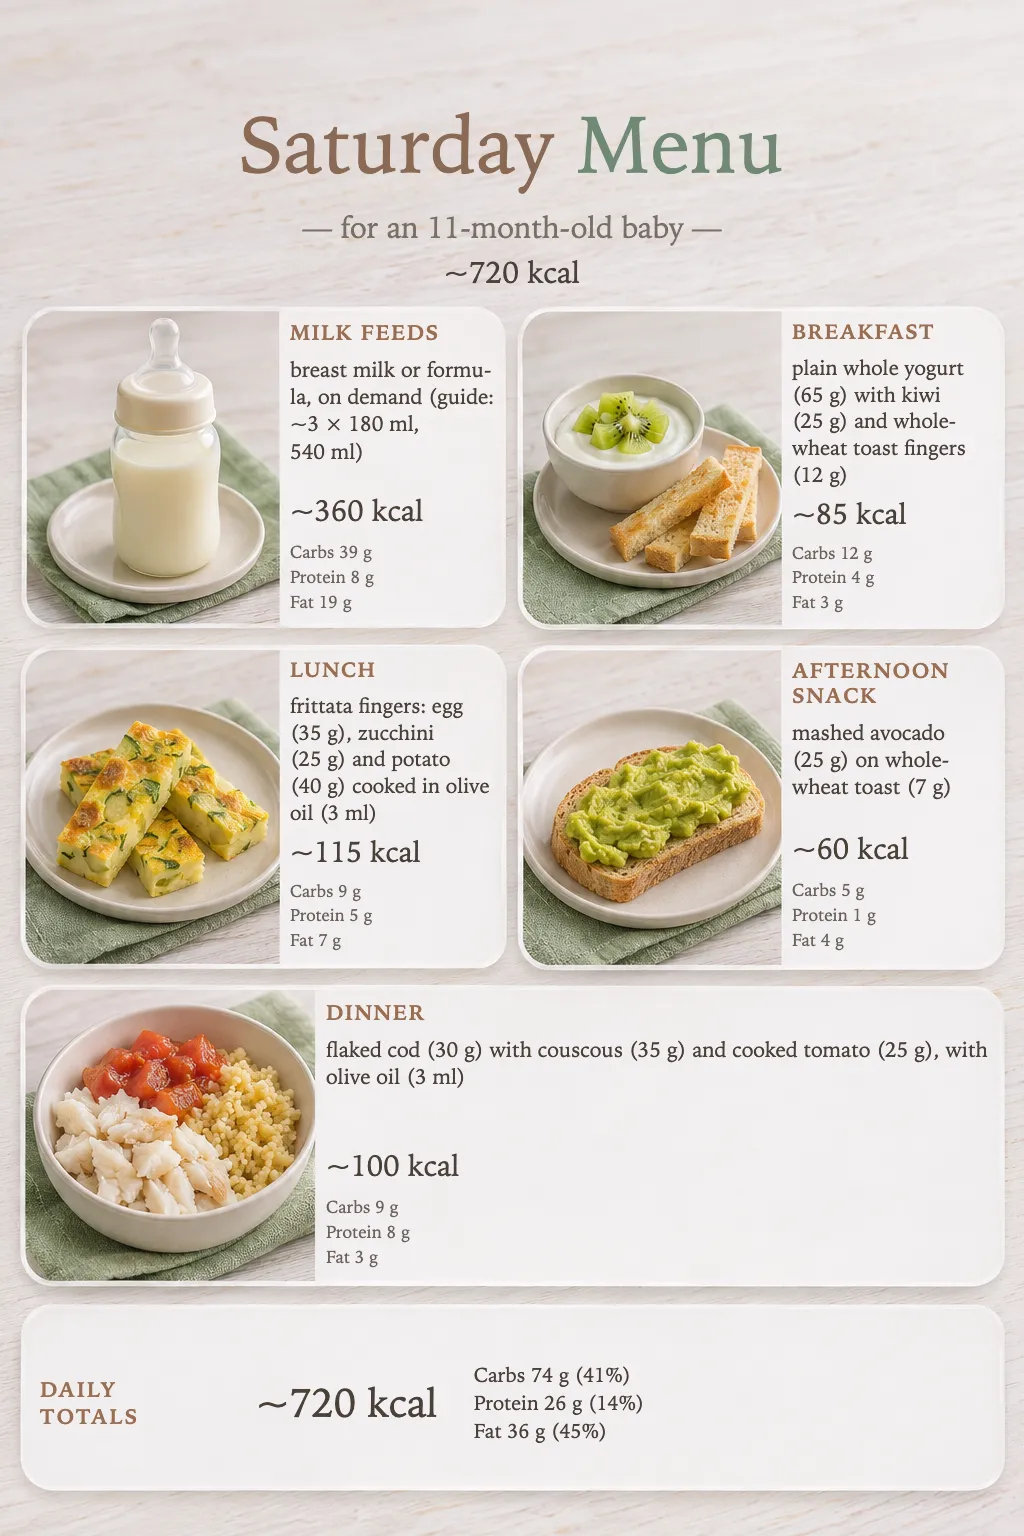 Saturday Menu
— for an 11-month-old baby —
~720 kcal
MILK FEEDS
breast milk or formu-
la, on demand (guide:
~3 × 180 ml,
540 ml)
~360 kcal
Carbs 39 g
Protein 8 g
Fat 19 g
BREAKFAST
plain whole yogurt
(65 g) with kiwi
(25 g) and whole-
wheat toast fingers
(12 g)
~85 kcal
Carbs 12 g
Protein 4 g
Fat 3 g
LUNCH
frittata fingers: egg
(35 g), zucchini
(25 g) and potato
(40 g) cooked in olive
oil (3 ml)
~115 kcal
Carbs 9 g
Protein 5 g
Fat 7 g
AFTERNOON
SNACK
mashed avocado
(25 g) on whole-
wheat toast (7 g)
~60 kcal
Carbs 5 g
Protein 1 g
Fat 4 g
DINNER
flaked cod (30 g) with couscous (35 g) and cooked tomato (25 g), with
olive oil (3 ml)
~100 kcal
Carbs 9 g
Protein 8 g
Fat 3 g
DAILY
TOTALS
~720 kcal
Carbs 74 g (41%)
Protein 26 g (14%)
Fat 36 g (45%)